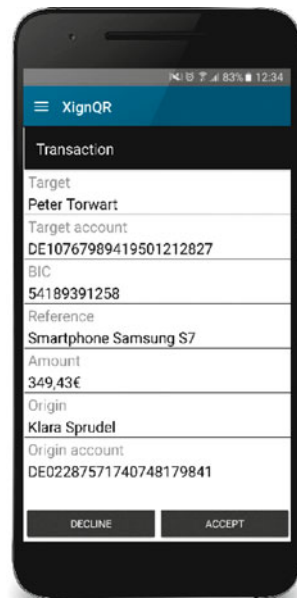 83% 12:34
XignQR
Transaction
Target
Peter Torwart
Target account
DE10767989419501212827
BIC
54189391258
Reference
Smartphone Samsung S7
Amount
349,43€
Origin
Klara Sprudel
Origin account
DE02287571740748179841
DECLINE ACCEPT